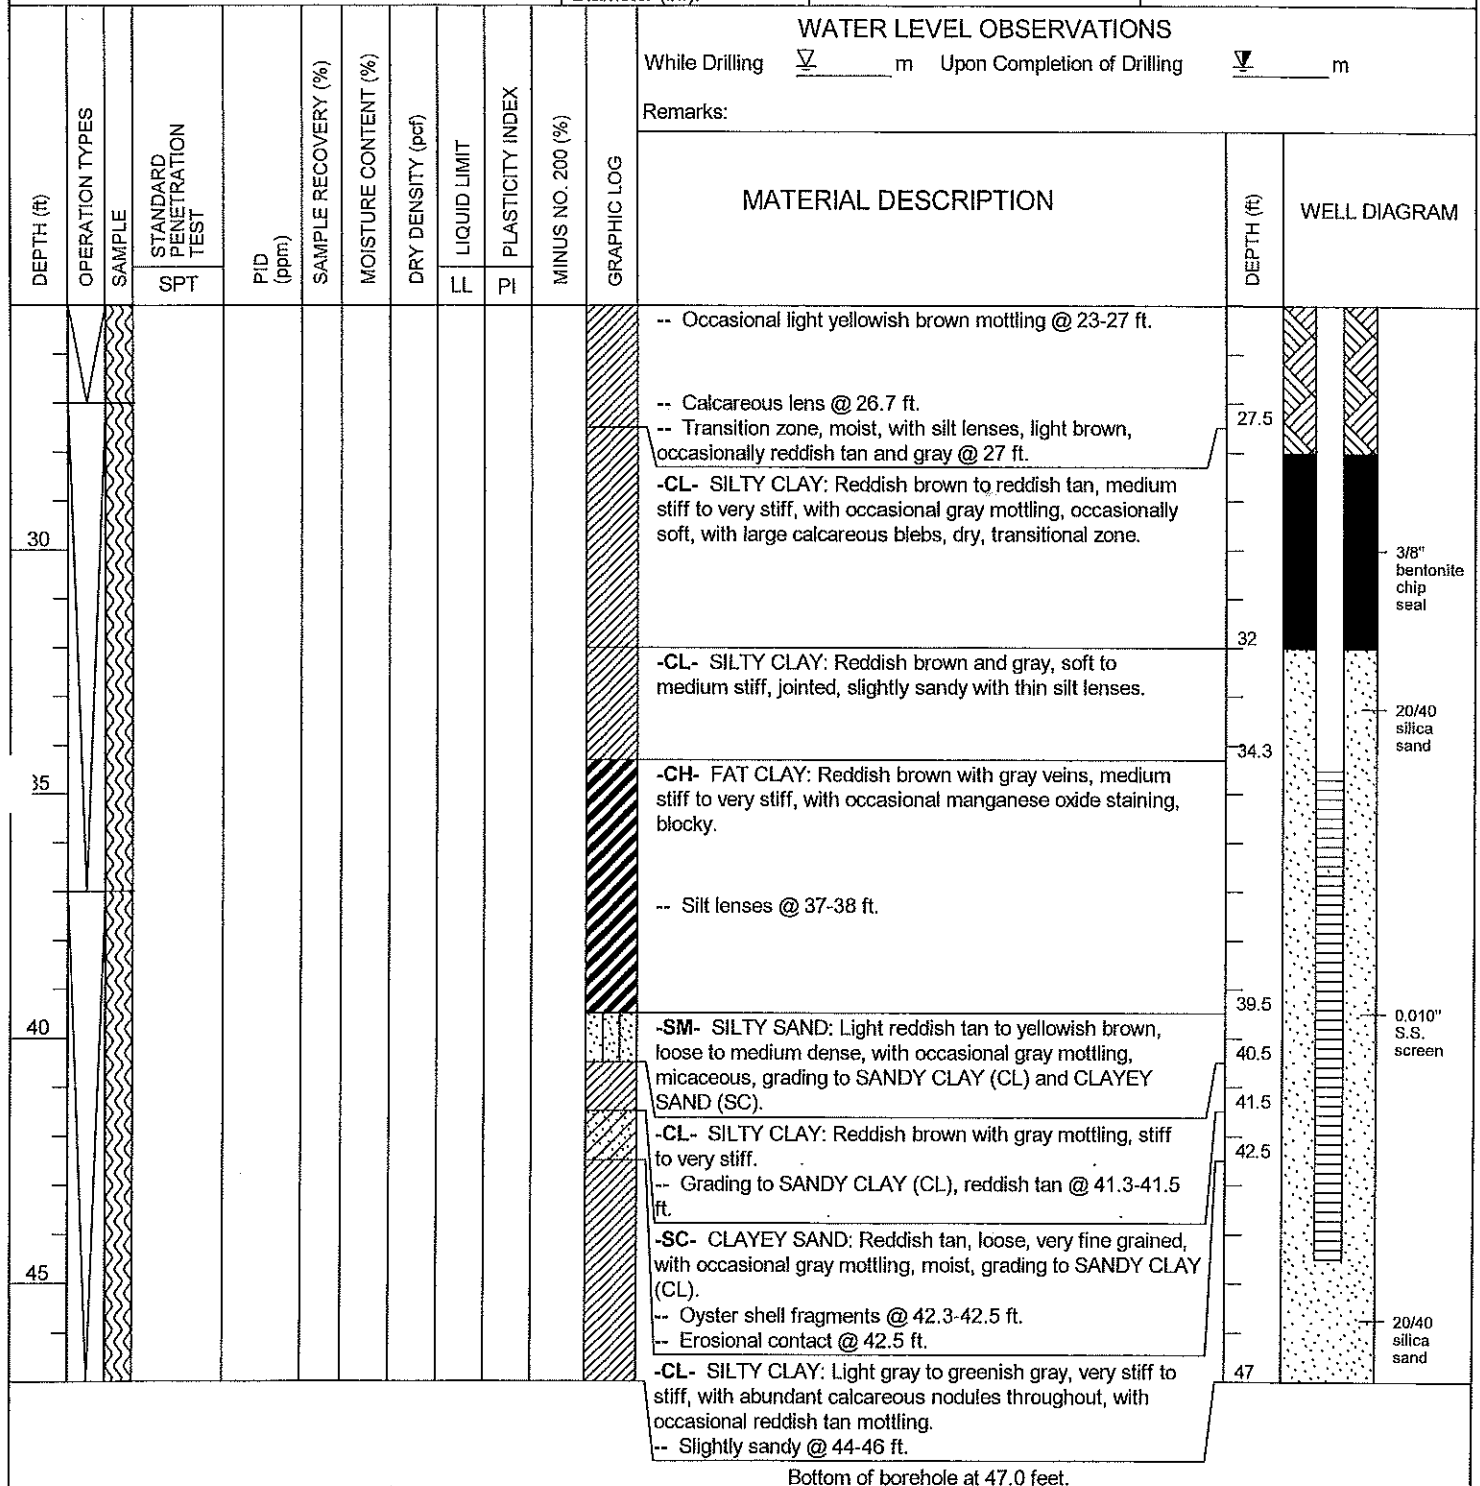 WATER LEVEL OBSERVATIONS
While Drilling m Upon Completion of Drilling m
Remarks:
DEPTH (ft)
OPERATION TYPES
SAMPLE
STANDARD
PENETRATION
TEST
SPT
PID
(ppm)
SAMPLE RECOVERY (%)
MOISTURE CONTENT (%)
DRY DENSITY (pcf)
LIQUID LIMIT
LL
PLASTICITY INDEX
PI
MINUS NO. 200 (%)
GRAPHIC LOG
MATERIAL DESCRIPTION
DEPTH (ft)
WELL DIAGRAM
-- Occasional light yellowish brown mottling @ 23-27 ft.
-- Calcareous lens @ 26.7 ft.
27.5
-- Transition zone, moist, with silt lenses, light brown,
occasionally reddish tan and gray @ 27 ft.
-CL- SILTY CLAY: Reddish brown to reddish tan, medium
stiff to very stiff, with occasional gray mottling, occasionally
soft, with large calcareous blebs, dry, transitional zone.
30
3/8"
bentonite
chip
seal
32
-CL- SILTY CLAY: Reddish brown and gray, soft to
medium stiff, jointed, slightly sandy with thin silt lenses.
20/40
silica
sand
34.3
35
-CH- FAT CLAY: Reddish brown with gray veins, medium
stiff to very stiff, with occasional manganese oxide staining,
blocky.
-- Silt lenses @ 37-38 ft.
39.5
40
-SM- SILTY SAND: Light reddish tan to yellowish brown,
loose to medium dense, with occasional gray mottling,
micaceous, grading to SANDY CLAY (CL) and CLAYEY
SAND (SC).
0.010"
S.S.
screen
40.5
41.5
-CL- SILTY CLAY: Reddish brown with gray mottling, stiff
to very stiff.
42.5
-- Grading to SANDY CLAY (CL), reddish tan @ 41.3-41.5
ft.
-SC- CLAYEY SAND: Reddish tan, loose, very fine grained,
with occasional gray mottling, moist, grading to SANDY CLAY
(CL).
45
-- Oyster shell fragments @ 42.3-42.5 ft.
-- Erosional contact @ 42.5 ft.
20/40
silica
sand
47
-CL- SILTY CLAY: Light gray to greenish gray, very stiff to
stiff, with abundant calcareous nodules throughout, with
occasional reddish tan mottling.
-- Slightly sandy @ 44-46 ft.
Bottom of borehole at 47.0 feet.